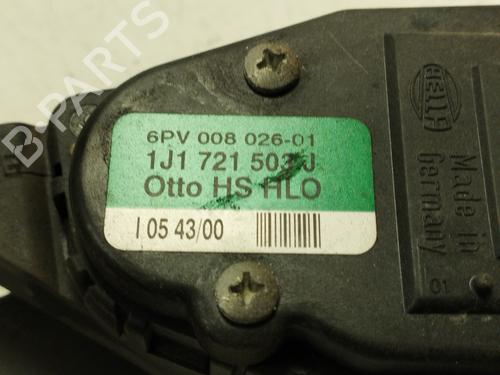 B-PARTS
6PV 008 026-01
1J1 721 503 J
Otto HS HLO
I 05 43/00
HELLA
Made in
Germany
01